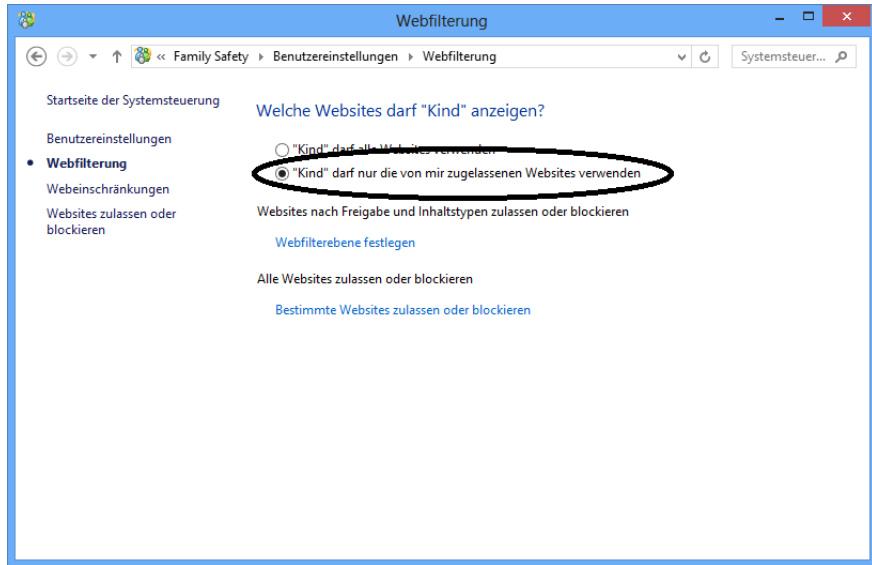 Webfilterung
« Family Safety ▸ Benutzereinstellungen ▸ Webfilterung
Systemsteuer...
Startseite der Systemsteuerung
Benutzereinstellungen
• Webfilterung
Webeinschränkungen
Websites zulassen oder
blockieren
Welche Websites darf "Kind" anzeigen?
"Kind" darf alle Websites verwenden
"Kind" darf nur die von mir zugelassenen Websites verwenden
Websites nach Freigabe und Inhaltstypen zulassen oder blockieren
Webfilterebene festlegen
Alle Websites zulassen oder blockieren
Bestimmte Websites zulassen oder blockieren